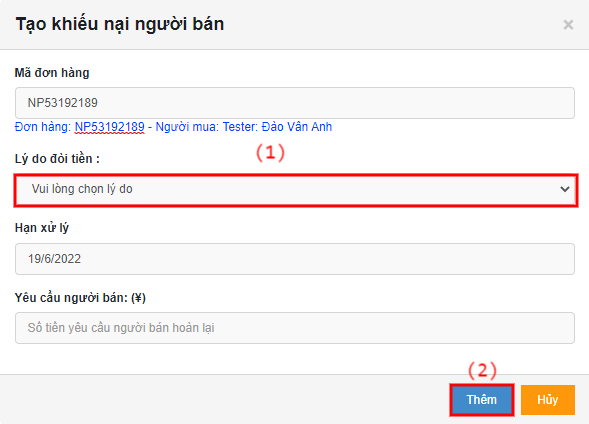 Tạo khiếu nại người bán
×
Mã đơn hàng
NP53192189
Đơn hàng: NP53192189 - Người mua: Tester: Đào Vân Anh
(1)
Lý do đòi tiền :
Vui lòng chọn lý do
Hạn xử lý
19/6/2022
Yêu cầu người bán: (¥)
Số tiền yêu cầu người bán hoàn lại
(2)
Thêm Hủy